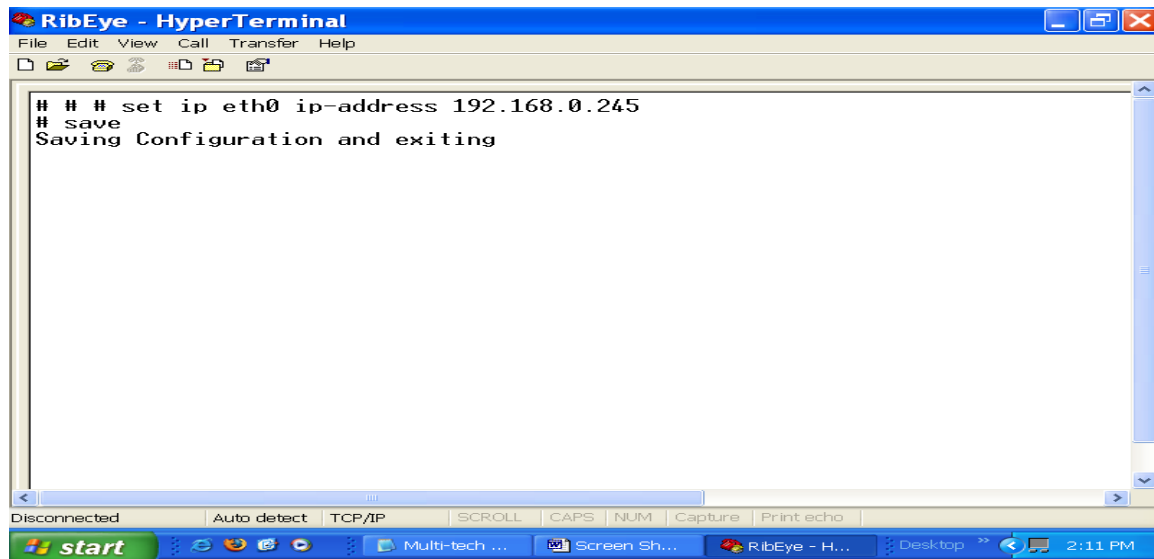 RibEye - HyperTerminal
File Edit View Call Transfer Help
# # # set ip eth0 ip-address 192.168.0.245
# save
Saving Configuration and exiting
Disconnected Auto detect TCP/IP SCROLL CAPS NUM Capture Print echo
start Multi-tech ... Screen Sh... RibEye - H... Desktop » 2:11 PM